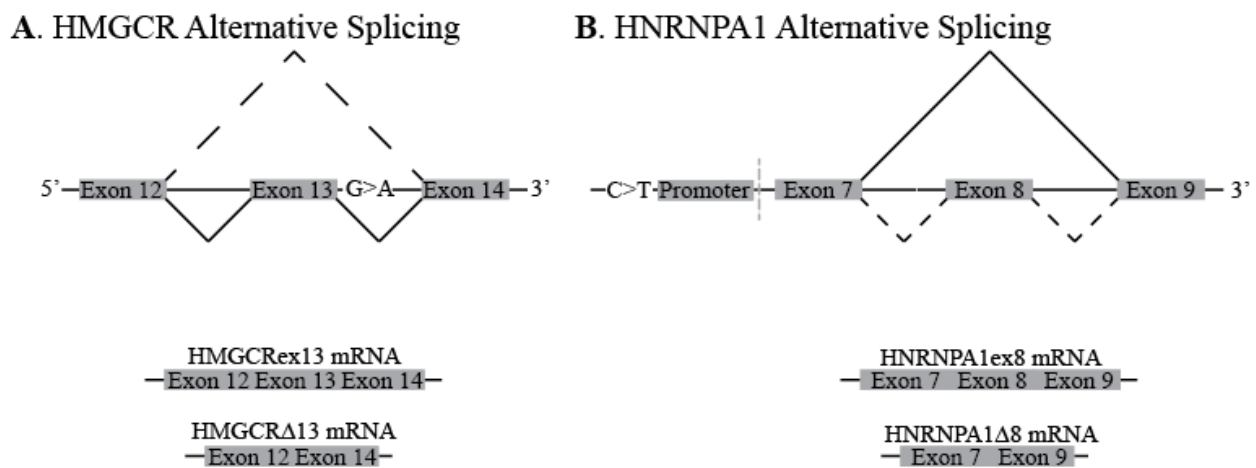 A. HMGCR Alternative Splicing
5’ Exon 12 Exon 13 G>A Exon 14 3’
HMGCRex13 mRNA
Exon 12 Exon 13 Exon 14
HMGCRΔ13 mRNA
Exon 12 Exon 14
B. HNRNPA1 Alternative Splicing
C>T Promoter Exon 7 Exon 8 Exon 9 3’
HNRNPA1ex8 mRNA
Exon 7 Exon 8 Exon 9
HNRNPA1Δ8 mRNA
Exon 7 Exon 9